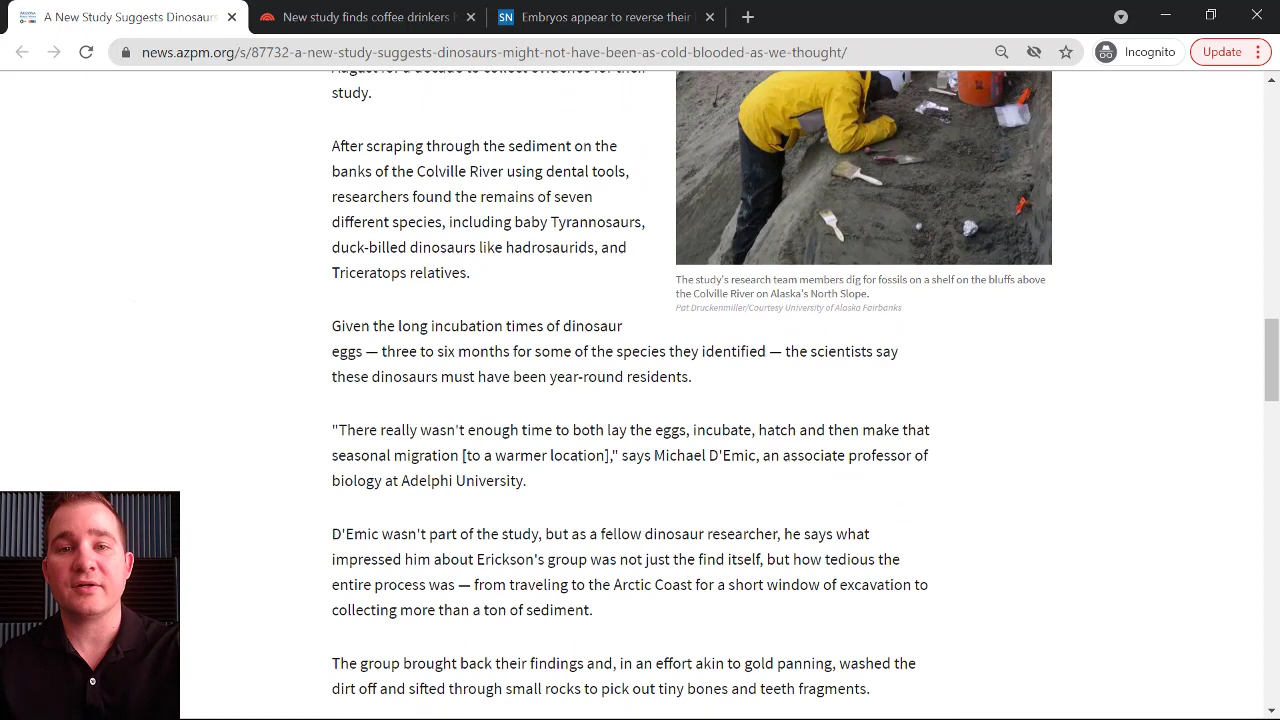 A New Study Suggests Dinosaurs
New study finds coffee drinkers
SN Embryos appear to reverse their
news.azpm.org/s/87732-a-new-study-suggests-dinosaurs-might-not-have-been-as-cold-blooded-as-we-thought/
Incognito
Update
August for a decade to collect evidence for their
study.
After scraping through the sediment on the
banks of the Colville River using dental tools,
researchers found the remains of seven
different species, including baby Tyrannosaurs,
duck-billed dinosaurs like hadrosaurids, and
Triceratops relatives.
The study's research team members dig for fossils on a shelf on the bluffs above
the Colville River on Alaska's North Slope.
Pat Druckenmiller/Courtesy University of Alaska Fairbanks
Given the long incubation times of dinosaur
eggs — three to six months for some of the species they identified — the scientists say
these dinosaurs must have been year-round residents.
"There really wasn't enough time to both lay the eggs, incubate, hatch and then make that
seasonal migration [to a warmer location]," says Michael D'Emic, an associate professor of
biology at Adelphi University.
D'Emic wasn't part of the study, but as a fellow dinosaur researcher, he says what
impressed him about Erickson's group was not just the find itself, but how tedious the
entire process was — from traveling to the Arctic Coast for a short window of excavation to
collecting more than a ton of sediment.
The group brought back their findings and, in an effort akin to gold panning, washed the
dirt off and sifted through small rocks to pick out tiny bones and teeth fragments.